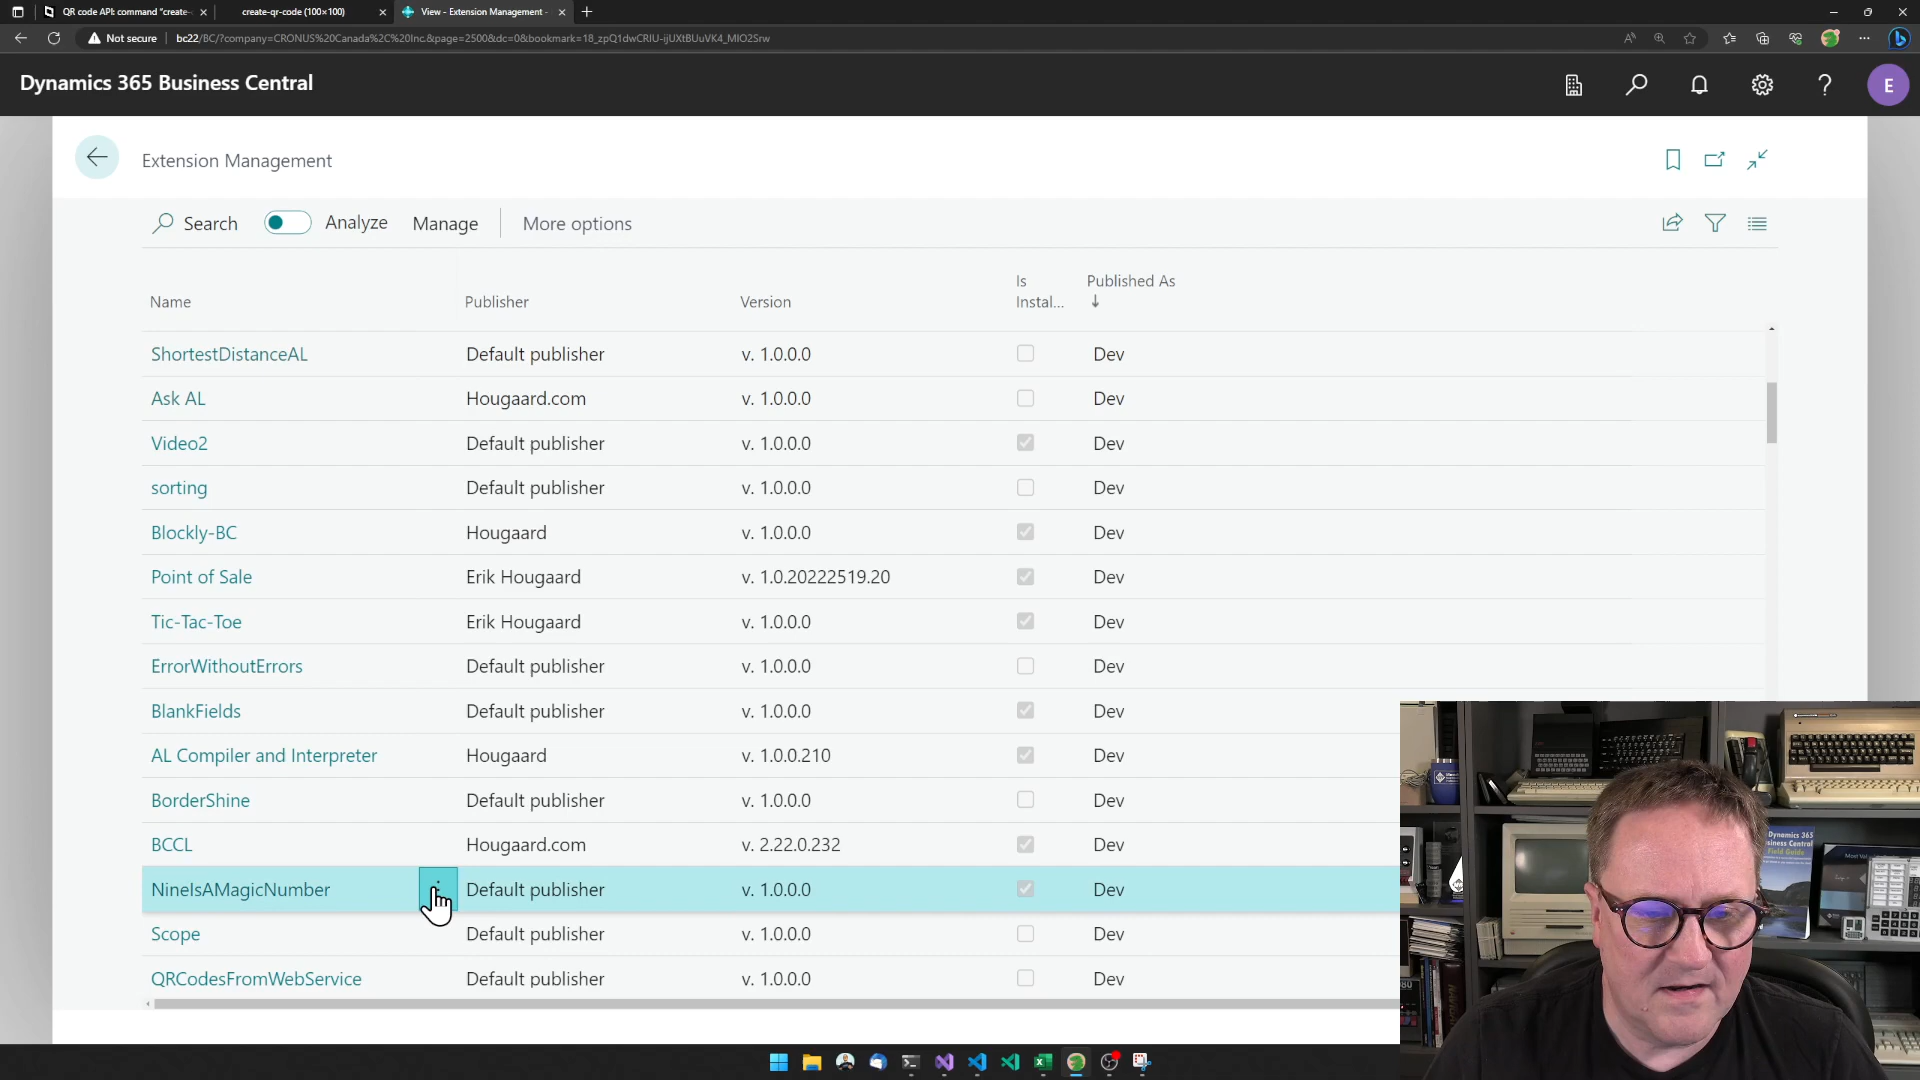 QR code API: command "create-
create-qr-code (100×100)
View - Extension Management -
Not secure
bc22/BC/?company=CRONUS%20Canada%2C%20Inc.&page=2500&dc=0&bookmark=18_zpQ1dwCRIU-ijUXtBUuVK4_MIO2Srw
Dynamics 365 Business Central
E
Extension Management
Search Analyze Manage More options
Name Publisher Version Is Instal... Published As
ShortestDistanceAL Default publisher v. 1.0.0.0 Dev
Ask AL Hougaard.com v. 1.0.0.0 Dev
Video2 Default publisher v. 1.0.0.0 Dev
sorting Default publisher v. 1.0.0.0 Dev
Blockly-BC Hougaard v. 1.0.0.0 Dev
Point of Sale Erik Hougaard v. 1.0.20222519.20 Dev
Tic-Tac-Toe Erik Hougaard v. 1.0.0.0 Dev
ErrorWithoutErrors Default publisher v. 1.0.0.0 Dev
BlankFields Default publisher v. 1.0.0.0 Dev
AL Compiler and Interpreter Hougaard v. 1.0.0.210 Dev
BorderShine Default publisher v. 1.0.0.0 Dev
BCCL Hougaard.com v. 2.22.0.232 Dev
NineIsAMagicNumber Default publisher v. 1.0.0.0 Dev
Scope Default publisher v. 1.0.0.0 Dev
QRCodesFromWebService Default publisher v. 1.0.0.0 Dev
Dynamics 365
Business Central
Field Guide